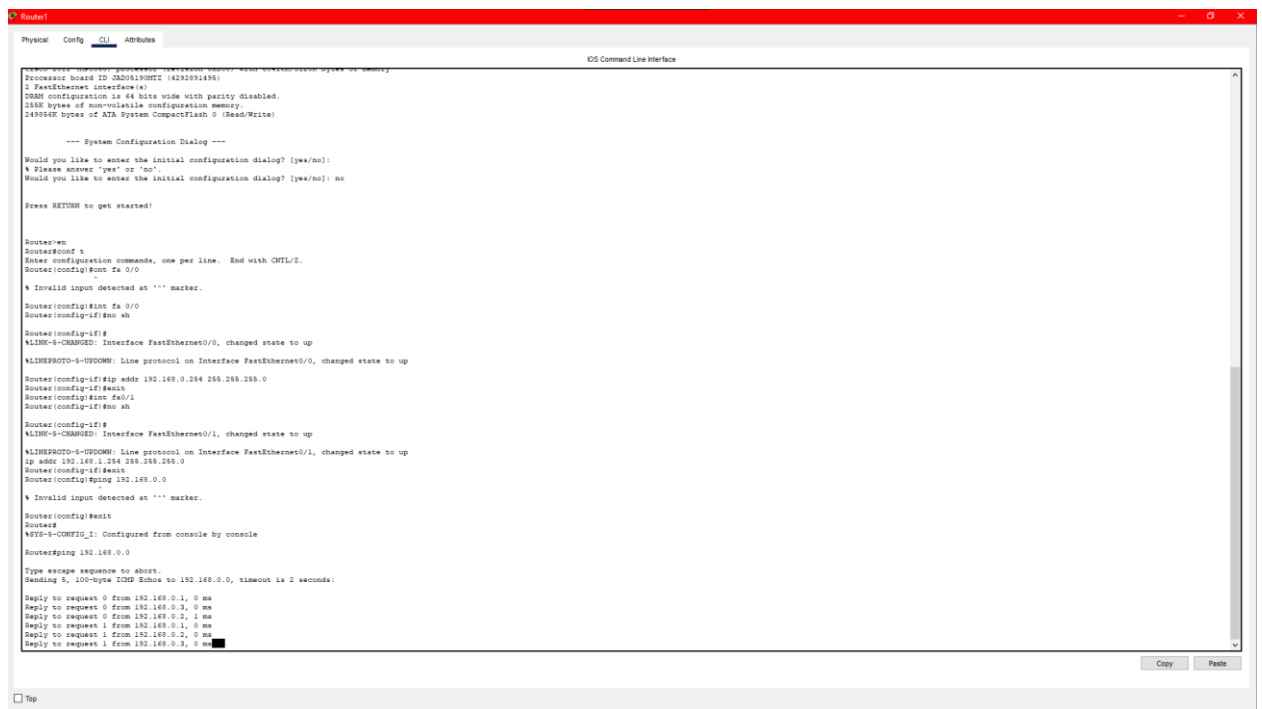 Router1
Physical Config CLI Attributes
IOS Command Line Interface
Processor board ID JAD05190MTZ (4292891495)
2 FastEthernet interface(s)
DRAM configuration is 64 bits wide with parity disabled.
255K bytes of non-volatile configuration memory.
249856K bytes of ATA System CompactFlash 0 (Read/Write)
--- System Configuration Dialog ---
Would you like to enter the initial configuration dialog? [yes/no]:
% Please answer 'yes' or 'no'.
Would you like to enter the initial configuration dialog? [yes/no]: no
Press RETURN to get started!
Router>en
Router#conf t
Enter configuration commands, one per line. End with CNTL/Z.
Router(config)#ont fa 0/0
^
% Invalid input detected at '^' marker.
Router(config)#int fa 0/0
Router(config-if)#no sh
Router(config-if)#
%LINK-5-CHANGED: Interface FastEthernet0/0, changed state to up
%LINEPROTO-5-UPDOWN: Line protocol on Interface FastEthernet0/0, changed state to up
Router(config-if)#ip addr 192.168.0.254 255.255.255.0
Router(config-if)#exit
Router(config)#int fa0/1
Router(config-if)#no sh
Router(config-if)#
%LINK-5-CHANGED: Interface FastEthernet0/1, changed state to up
%LINEPROTO-5-UPDOWN: Line protocol on Interface FastEthernet0/1, changed state to up
ip addr 192.168.1.254 255.255.255.0
Router(config-if)#exit
Router(config)#ping 192.168.0.0
^
% Invalid input detected at '^' marker.
Router(config)#exit
Router#
%SYS-5-CONFIG_I: Configured from console by console
Router#ping 192.168.0.0
Type escape sequence to abort.
Sending 5, 100-byte ICMP Echos to 192.168.0.0, timeout is 2 seconds:
Reply to request 0 from 192.168.0.1, 0 ms
Reply to request 0 from 192.168.0.3, 0 ms
Reply to request 0 from 192.168.0.2, 1 ms
Reply to request 1 from 192.168.0.1, 0 ms
Reply to request 1 from 192.168.0.2, 0 ms
Reply to request 1 from 192.168.0.3, 0 ms
Copy Paste
Top